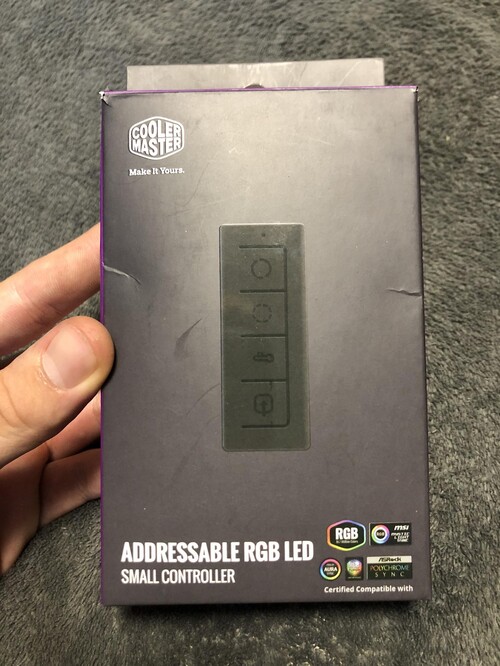 COOLER
MASTER
Make It Yours.
ADDRESSABLE RGB LED
SMALL CONTROLLER
RGB
msi
RGB
AURA
ASRock
POLYCHROME
SYNC
Certified Compatible with